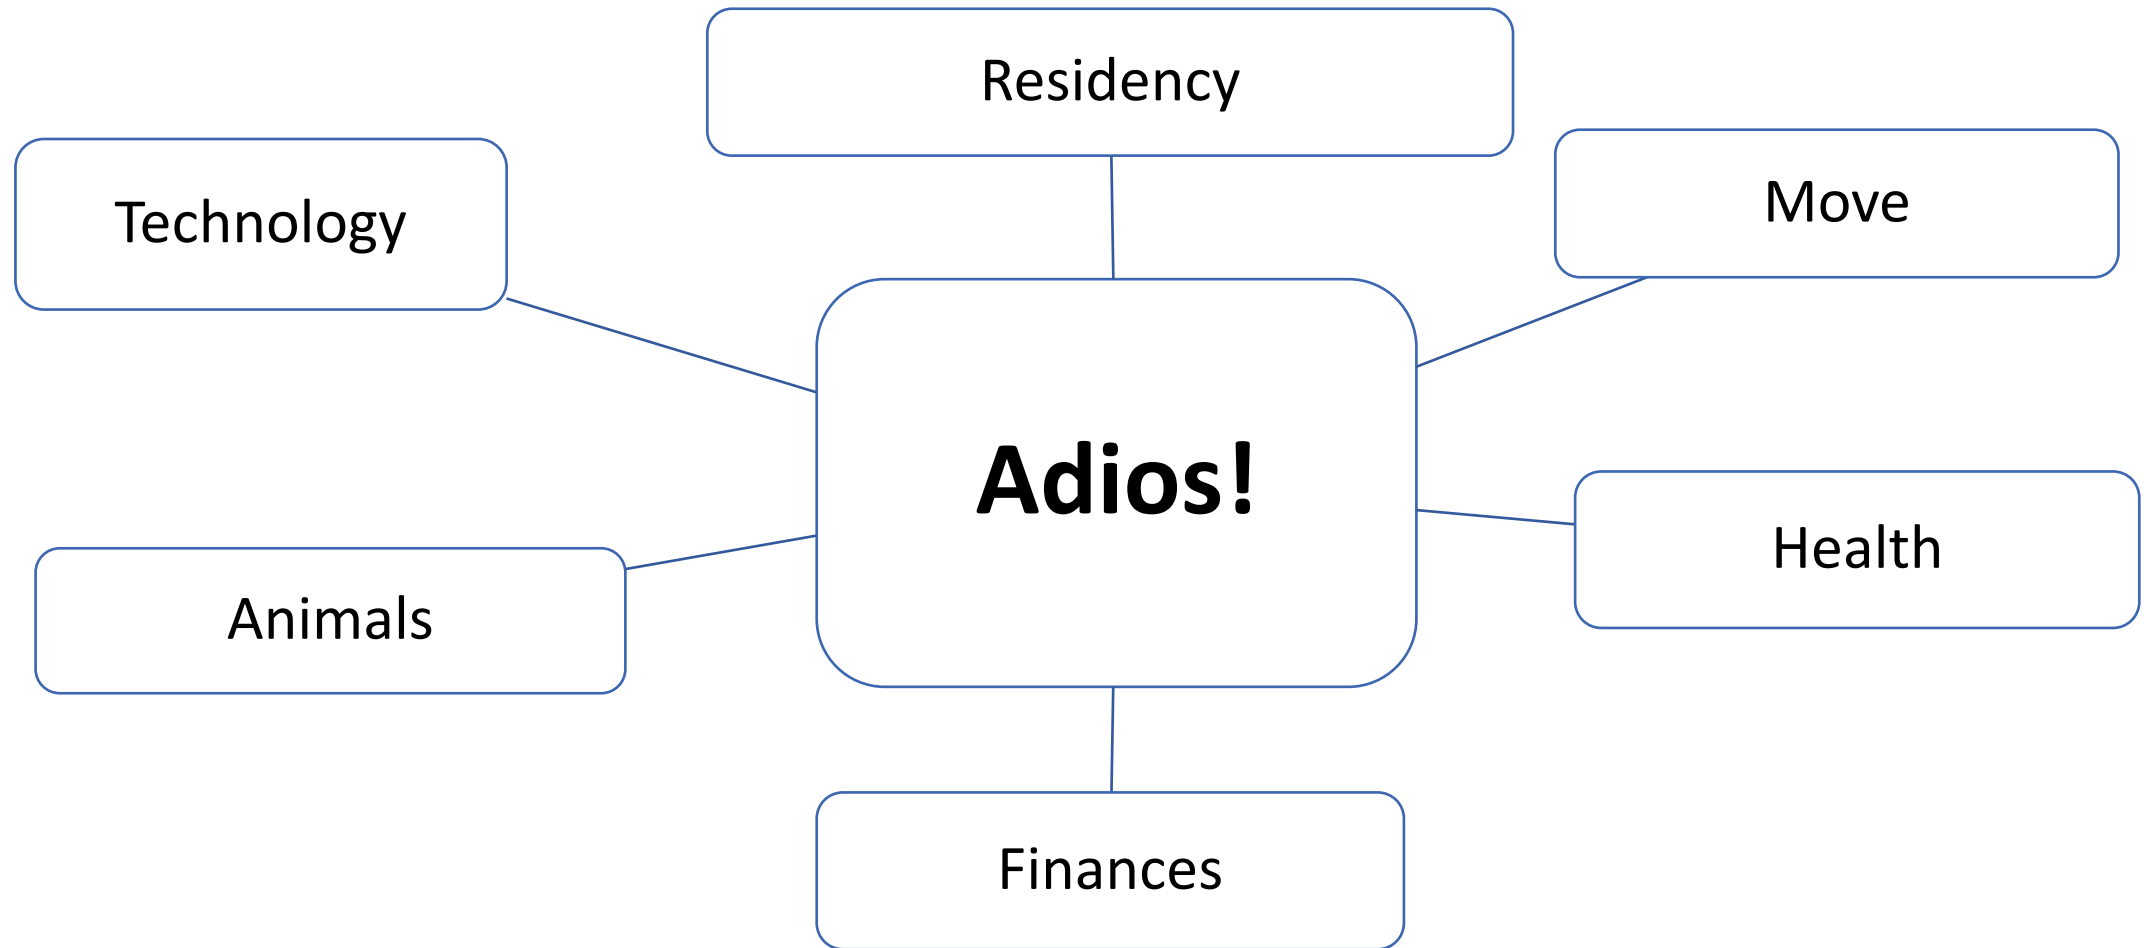 Residency
Technology
Move
Adios!
Health
Animals
Finances